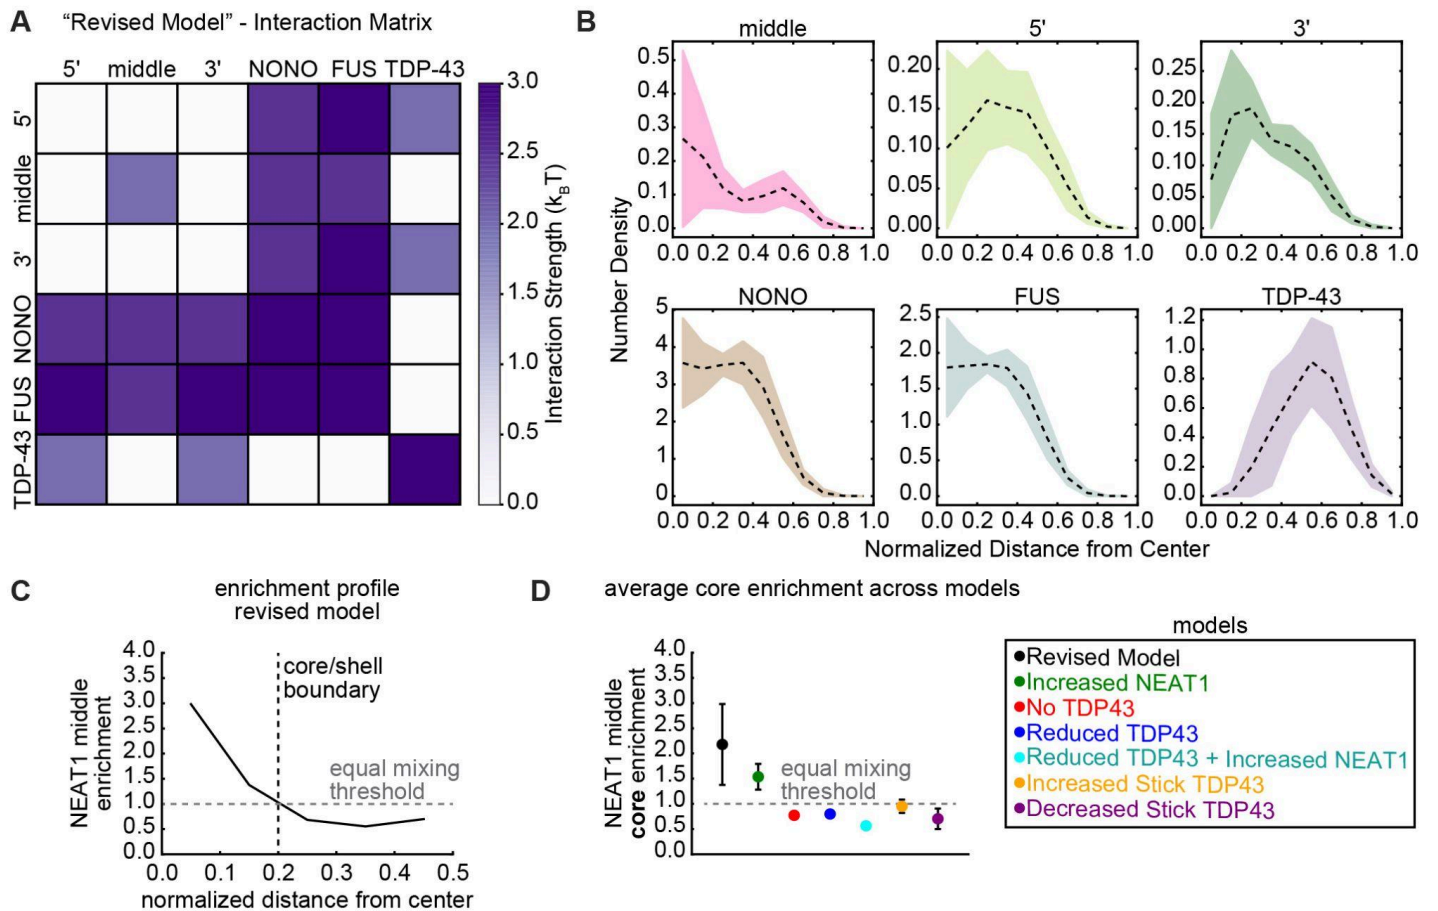 A
“Revised Model” - Interaction Matrix
5' middle 3' NONO FUS TDP-43
5'
middle
3'
NONO
FUS
TDP-43
3.0
2.5
2.0
1.5
1.0
0.5
0.0
Interaction Strength (kBT)
B
Number Density
middle
0.5
0.4
0.3
0.2
0.1
0.0
0.0 0.2 0.4 0.6 0.8 1.0
5'
0.20
0.15
0.10
0.05
0.00
0.0 0.2 0.4 0.6 0.8 1.0
3'
0.25
0.20
0.15
0.10
0.05
0.00
0.0 0.2 0.4 0.6 0.8 1.0
NONO
5
4
3
2
1
0
0.0 0.2 0.4 0.6 0.8 1.0
FUS
2.5
2.0
1.5
1.0
0.5
0.0
0.0 0.2 0.4 0.6 0.8 1.0
TDP-43
1.2
1.0
0.8
0.6
0.4
0.2
0.0
0.0 0.2 0.4 0.6 0.8 1.0
Normalized Distance from Center
C
enrichment profile
revised model
NEAT1 middle
enrichment
4.0
3.5
3.0
2.5
2.0
1.5
1.0
0.5
0.0
core/shell
boundary
equal mixing
threshold
0.0 0.1 0.2 0.3 0.4 0.5
normalized distance from center
D
average core enrichment across models
NEAT1 middle
core enrichment
4.0
3.5
3.0
2.5
2.0
1.5
1.0
0.5
0.0
equal mixing
threshold
models
Revised Model
Increased NEAT1
No TDP43
Reduced TDP43
Reduced TDP43 + Increased NEAT1
Increased Stick TDP43
Decreased Stick TDP43